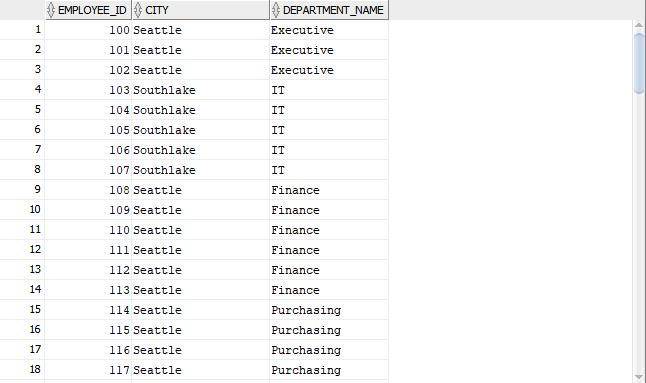 EMPLOYEE_ID CITY DEPARTMENT_NAME
1 100 Seattle Executive
2 101 Seattle Executive
3 102 Seattle Executive
4 103 Southlake IT
5 104 Southlake IT
6 105 Southlake IT
7 106 Southlake IT
8 107 Southlake IT
9 108 Seattle Finance
10 109 Seattle Finance
11 110 Seattle Finance
12 111 Seattle Finance
13 112 Seattle Finance
14 113 Seattle Finance
15 114 Seattle Purchasing
16 115 Seattle Purchasing
17 116 Seattle Purchasing
18 117 Seattle Purchasing